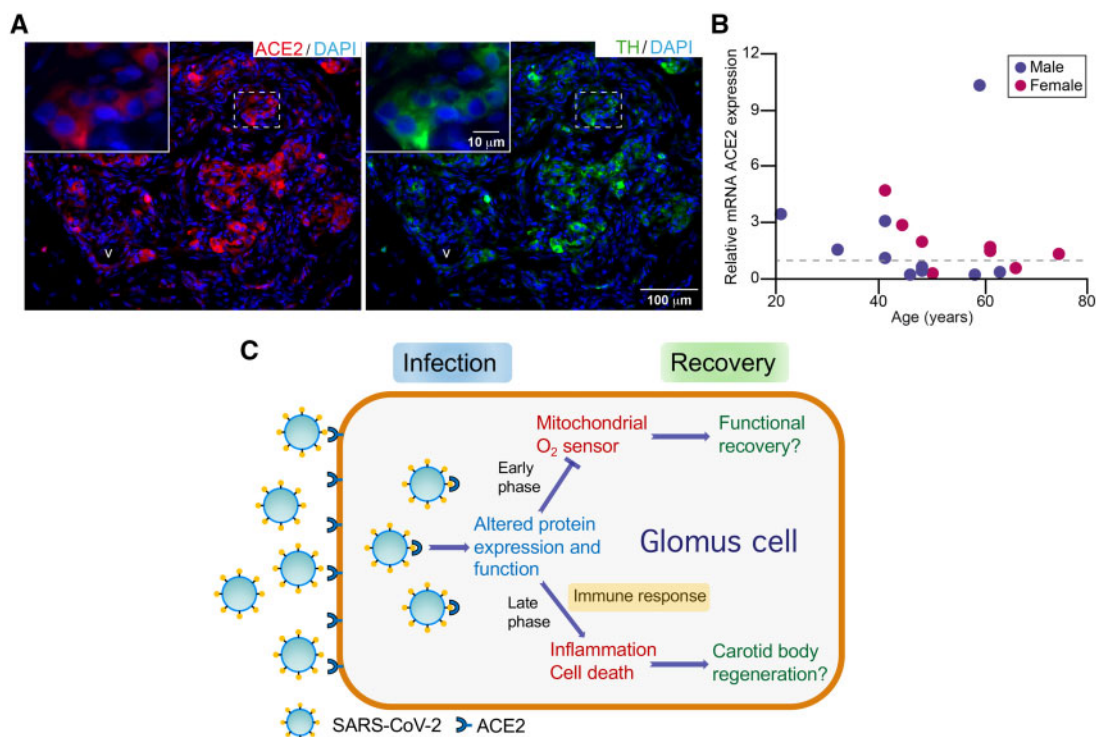 A
ACE2/DAPI
TH/DAPI
10 μm
V
V
100 μm
B
Relative mRNA ACE2 expression
12
9
6
3
0
Male
Female
20
40
60
80
Age (years)
C
Infection
Recovery
Mitochondrial
O₂ sensor
Functional
recovery?
Early
phase
Altered protein
expression and
function
Glomus cell
Late
phase
Immune response
Inflammation
Cell death
Carotid body
regeneration?
SARS-CoV-2
ACE2